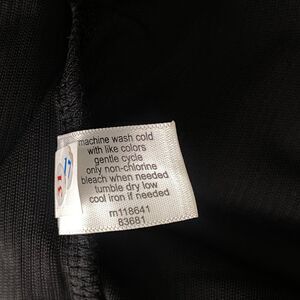 machine wash cold
with like colors
gentle cycle
only non-chlorine
bleach when needed
tumble dry low
cool iron if needed
rn118641
83681